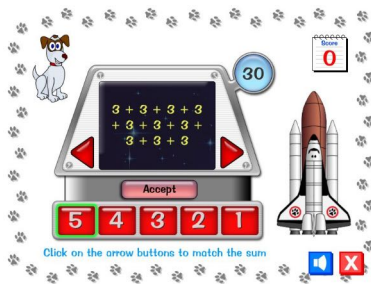 Score
0
30
3 + 3 + 3 + 3
+ 3 + 3 + 3 +
3 + 3 + 3
Accept
5 4 3 2 1
Click on the arrow buttons to match the sum
X